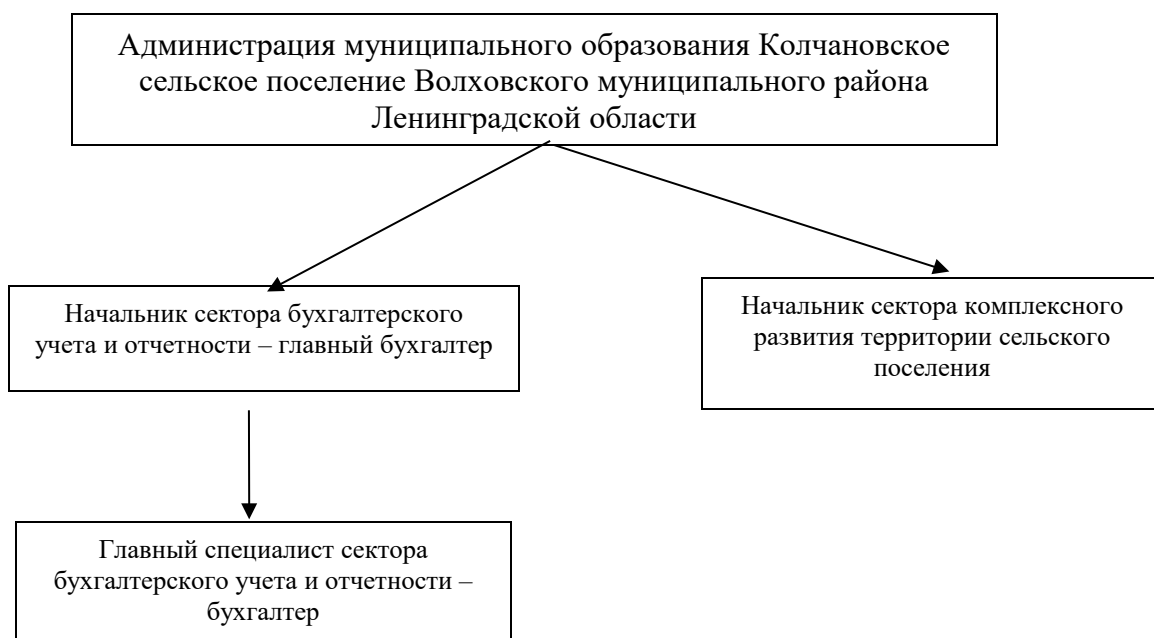 Администрация муниципального образования Колчановское
сельское поселение Волховского муниципального района
Ленинградской области
Начальник сектора бухгалтерского
учета и отчетности – главный бухгалтер
Начальник сектора комплексного
развития территории сельского
поселения
Главный специалист сектора
бухгалтерского учета и отчетности –
бухгалтер